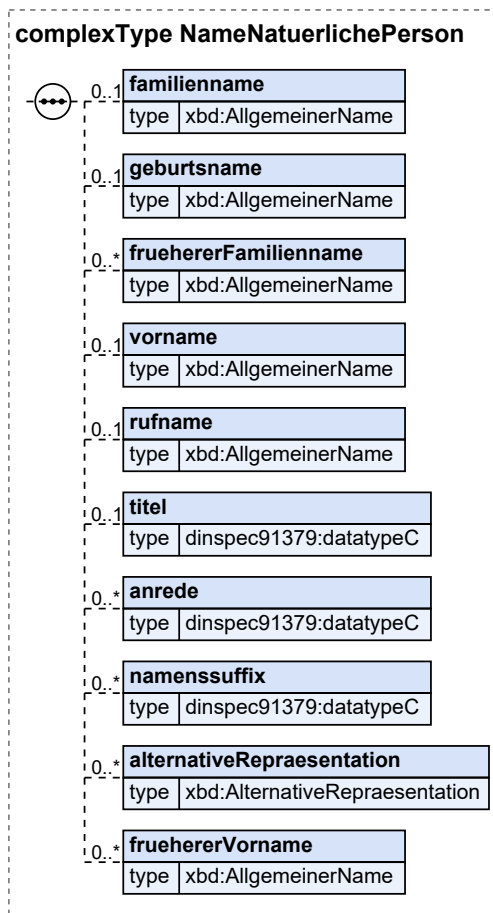 complexType NameNatuerlichePerson
0..1 familienname
type xbd:AllgemeinerName
0..1 geburtsname
type xbd:AllgemeinerName
0..* fruehererFamilienname
type xbd:AllgemeinerName
0..1 vorname
type xbd:AllgemeinerName
0..1 rufname
type xbd:AllgemeinerName
0..1 titel
type dinspec91379:datatypeC
0..* anrede
type dinspec91379:datatypeC
0..* namenssuffix
type dinspec91379:datatypeC
0..* alternativeRepraesentation
type xbd:AlternativeRepraesentation
0..* fruehererVorname
type xbd:AllgemeinerName